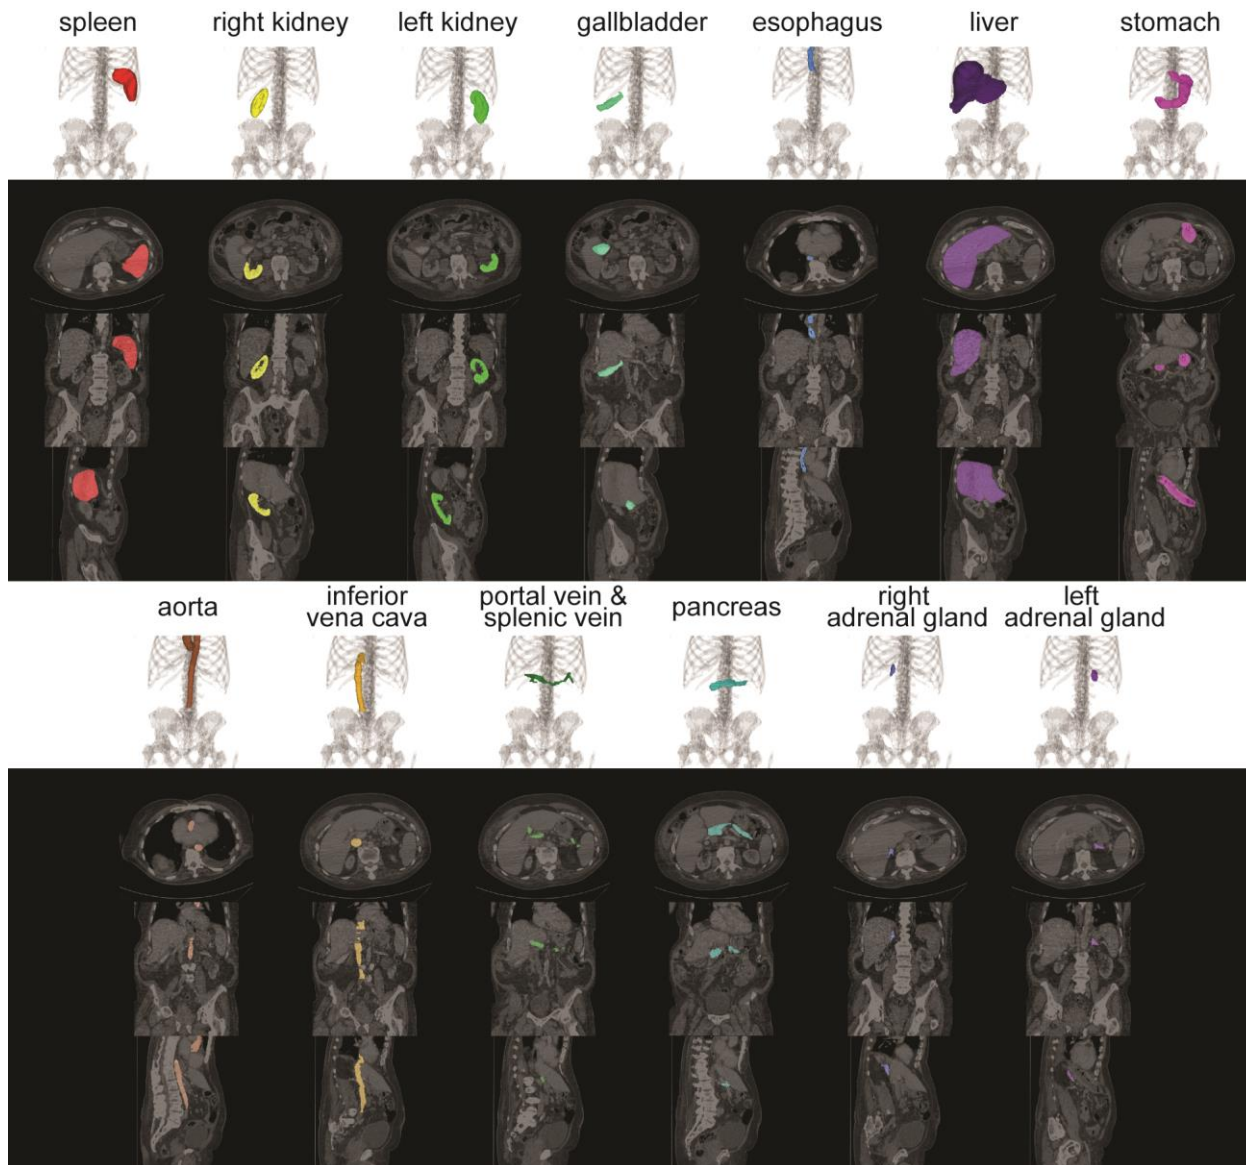 spleen
right kidney
left kidney
gallbladder
esophagus
liver
stomach
aorta
inferior
vena cava
portal vein &
splenic vein
pancreas
right
adrenal gland
left
adrenal gland